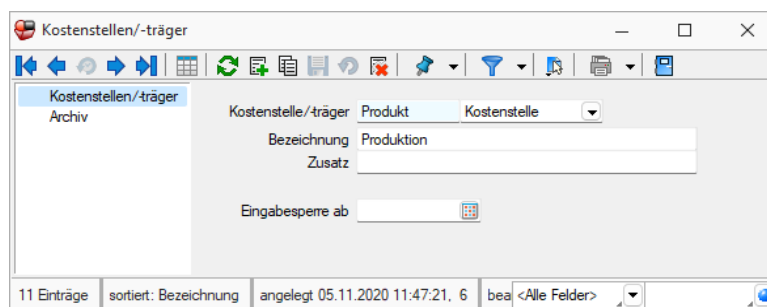 Kostenstellen/-träger
Kostenstellen/-träger
Archiv
Kostenstelle/-träger Produkt Kostenstelle
Bezeichnung Produktion
Zusatz
Eingabesperre ab
11 Einträge sortiert: Bezeichnung angelegt 05.11.2020 11:47:21, 6 bea <Alle Felder>